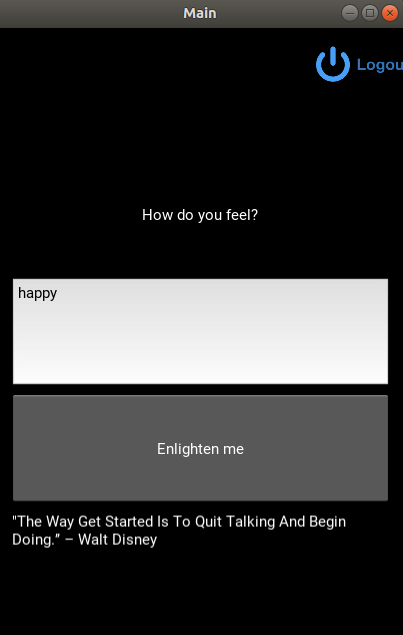 Main
Logou
How do you feel?
happy
Enlighten me
"The Way Get Started Is To Quit Talking And Begin
Doing.” – Walt Disney